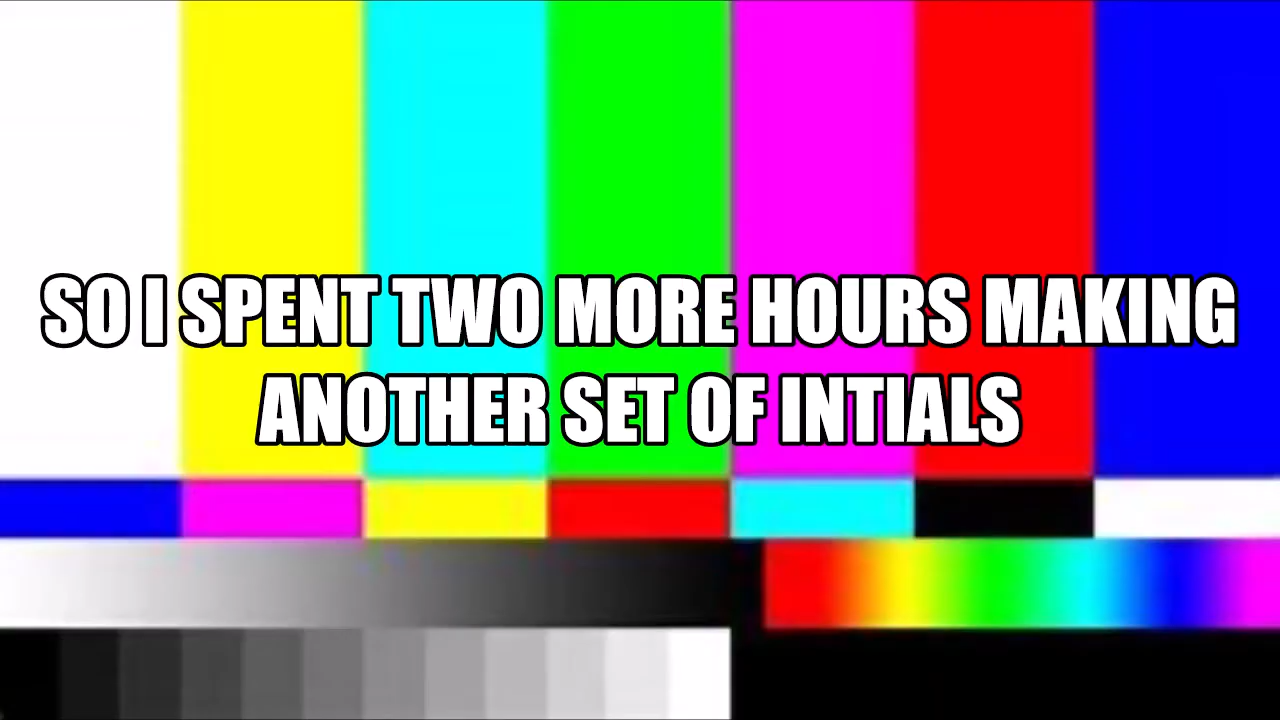 SO I SPENT TWO MORE HOURS MAKING
ANOTHER SET OF INTIALS